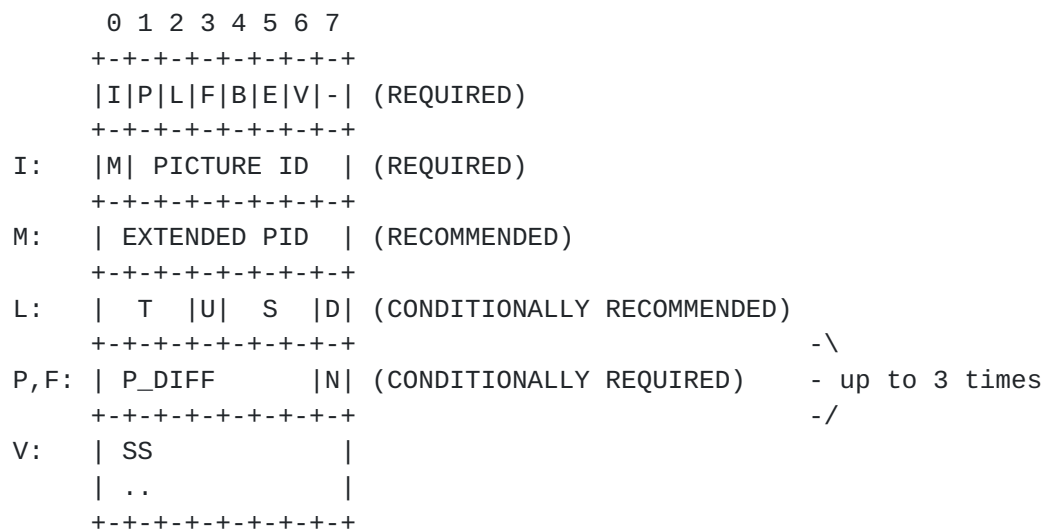 0 1 2 3 4 5 6 7
     +-+-+-+-+-+-+-+-+
     |I|P|L|F|B|E|V|-| (REQUIRED)
     +-+-+-+-+-+-+-+-+
I:   |M| PICTURE ID  | (REQUIRED)
     +-+-+-+-+-+-+-+-+
M:   | EXTENDED PID  | (RECOMMENDED)
     +-+-+-+-+-+-+-+-+
L:   |  T  |U|  S  |D| (CONDITIONALLY RECOMMENDED)
     +-+-+-+-+-+-+-+-+                             -\
P,F: | P_DIFF      |N| (CONDITIONALLY REQUIRED)    - up to 3 times
     +-+-+-+-+-+-+-+-+                             -/
V:   | SS            |
     | ..            |
     +-+-+-+-+-+-+-+-+